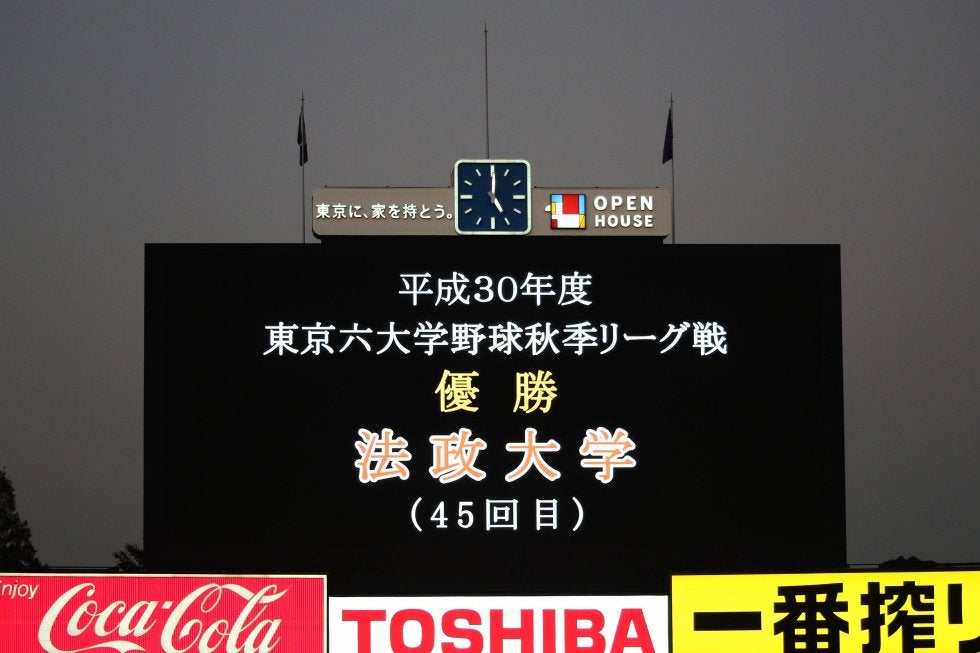 東京に、家を持とう。
OPEN
HOUSE
平成30年度
東京六大学野球秋季リーグ戦
優勝
法政大学
(45回目)
njoy
Coca-Cola
TOSHIBA
一番搾り